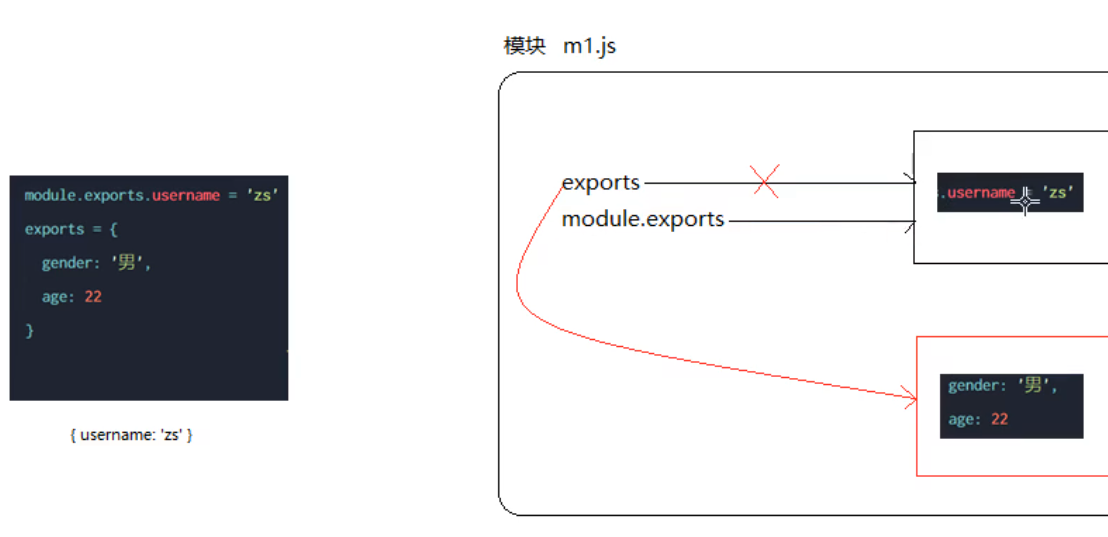 模块 m1.js
module.exports.username = 'zs'
exports = {
gender: '男',
age: 22
}
{ username: 'zs' }
exports
module.exports
.username = 'zs'
gender: '男',
age: 22